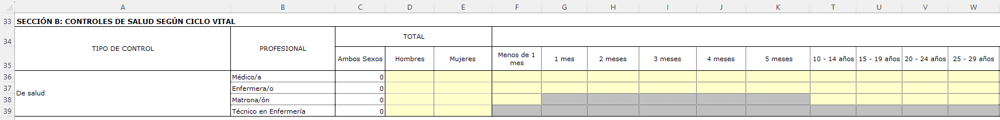 A B C D E F G H I J K T U V W
33 SECCIÓN B: CONTROLES DE SALUD SEGÚN CICLO VITAL
34 TIPO DE CONTROL PROFESIONAL TOTAL
35 Ambos Sexos Hombres Mujeres Menos de 1 mes 1 mes 2 meses 3 meses 4 meses 5 meses 10 - 14 años 15 - 19 años 20 - 24 años 25 - 29 años
36 Médico/a 0
37 De salud Enfermera/o 0
38 Matrona/ón 0
39 Técnico en Enfermería 0